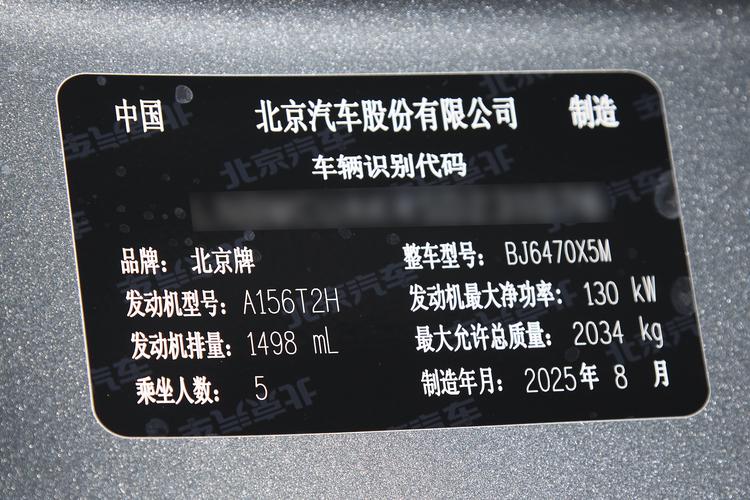 中国 北京汽车股份有限公司 制造
车辆识别代码
品牌: 北京牌 整车型号: BJ6470X5M
发动机型号: A156T2H 发动机最大净功率: 130 kW
发动机排量: 1498 mL 最大允许总质量: 2034 kg
乘坐人数: 5 制造年月: 2025年 8 月